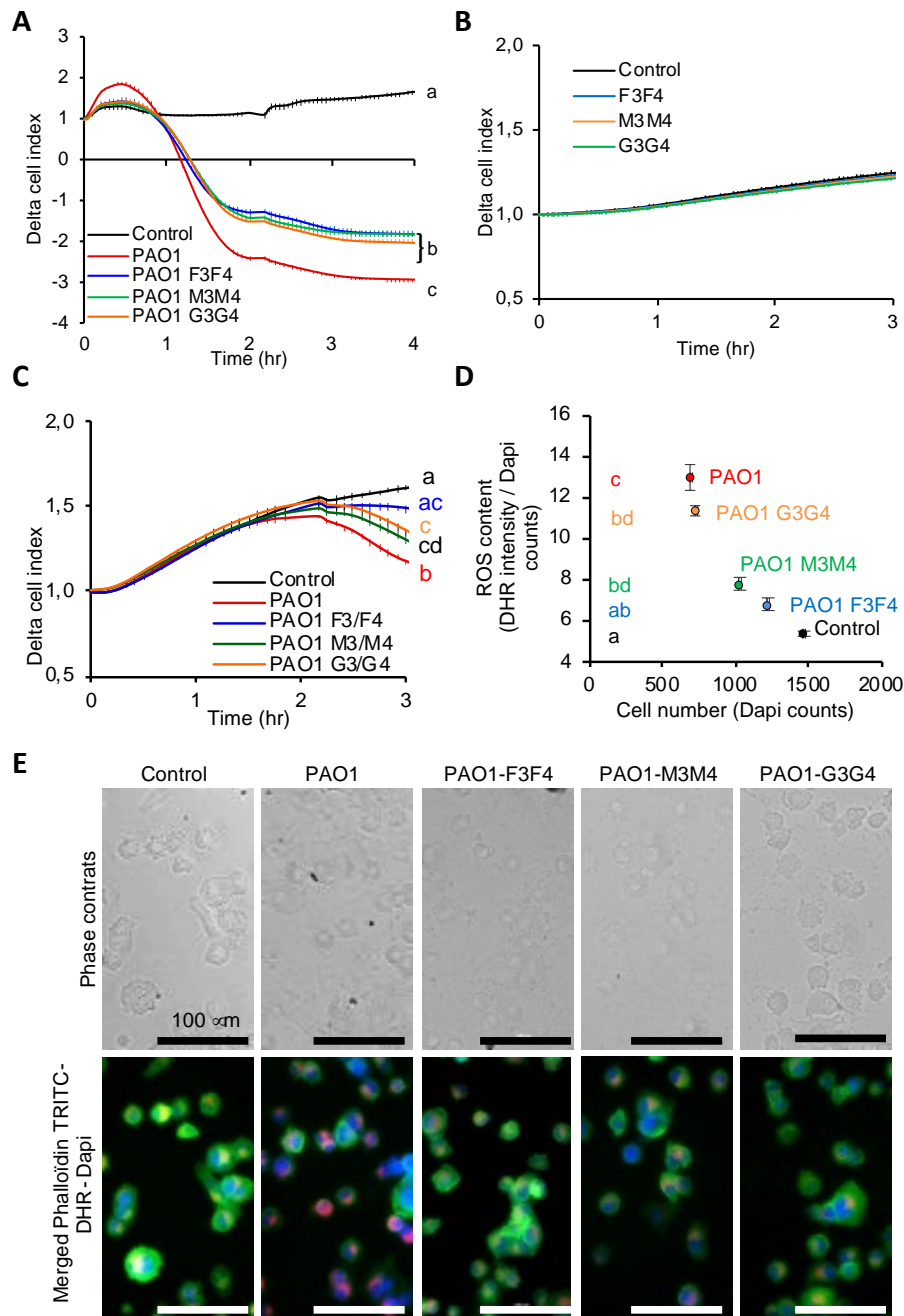 A
3
2
1
0
-1
-2
-3
-4
Delta cell index
0
1
2
3
4
Time (hr)
Control
PAO1
PAO1 F3F4
PAO1 M3M4
PAO1 G3G4
a
b
c
B
1,5
1,0
0,5
Delta cell index
0
1
2
3
Time (hr)
Control
F3F4
M3M4
G3G4
C
2,0
1,5
1,0
0,5
Delta cell index
0
1
2
3
Time (hr)
Control
PAO1
PAO1 F3/F4
PAO1 M3/M4
PAO1 G3/G4
a
ac
c
cd
b
D
16
14
12
10
8
6
4
ROS content
(DHR intensity / Dapi
counts)
0
500
1000
1500
2000
Cell number (Dapi counts)
c
bd
bd
ab
a
PAO1
PAO1 G3G4
PAO1 M3M4
PAO1 F3F4
Control
E
Control
PAO1
PAO1-F3F4
PAO1-M3M4
PAO1-G3G4
Phase contrats
100 ∝m
Merged Phalloïdin TRITC-
DHR - Dapi